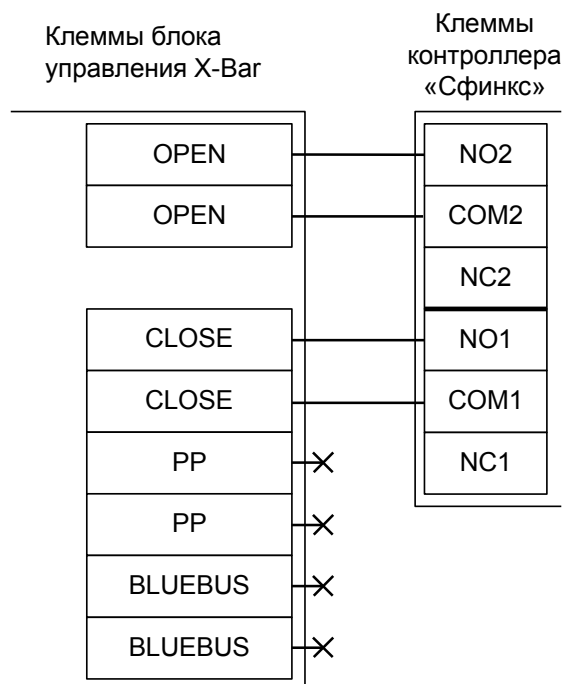 Клеммы блока
управления X-Bar
Клеммы
контроллера
«Сфинкс»
OPEN
OPEN
CLOSE
CLOSE
PP
PP
BLUEBUS
BLUEBUS
NO2
COM2
NC2
NO1
COM1
NC1